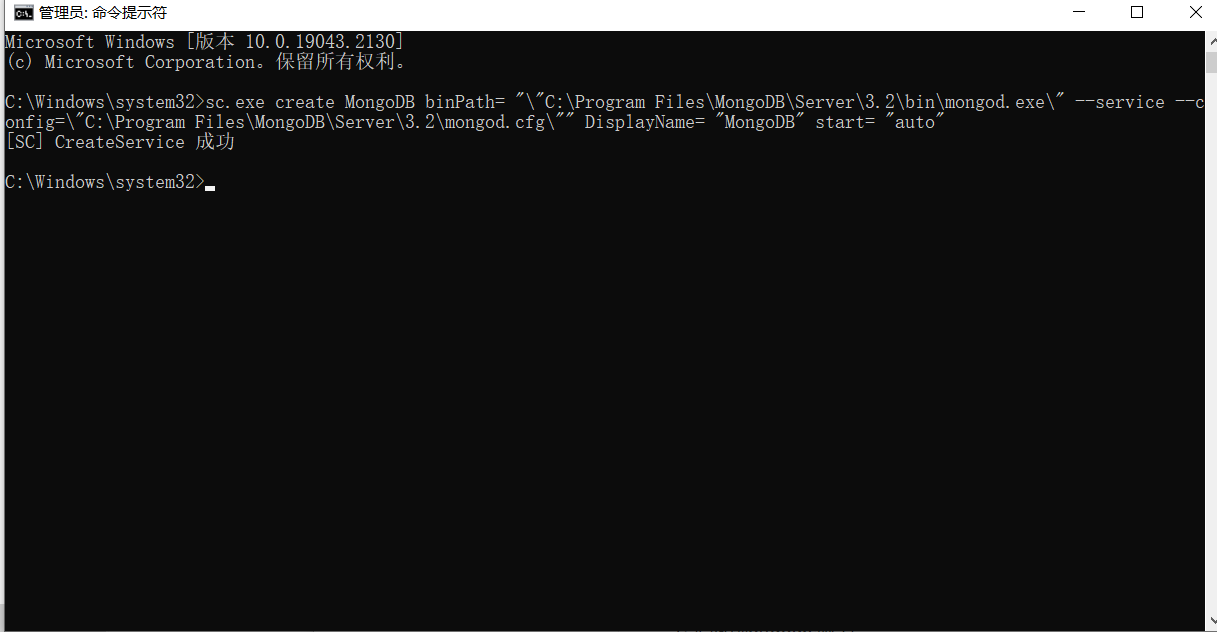 管理员: 命令提示符
Microsoft Windows [版本 10.0.19043.2130]
(c) Microsoft Corporation。保留所有权利。
C:\Windows\system32>sc.exe create MongoDB binPath= "\"C:\Program Files\MongoDB\Server\3.2\bin\mongod.exe\" --service --c
onfig=\"C:\Program Files\MongoDB\Server\3.2\mongod.cfg\"" DisplayName= "MongoDB" start= "auto"
[SC] CreateService 成功
C:\Windows\system32>